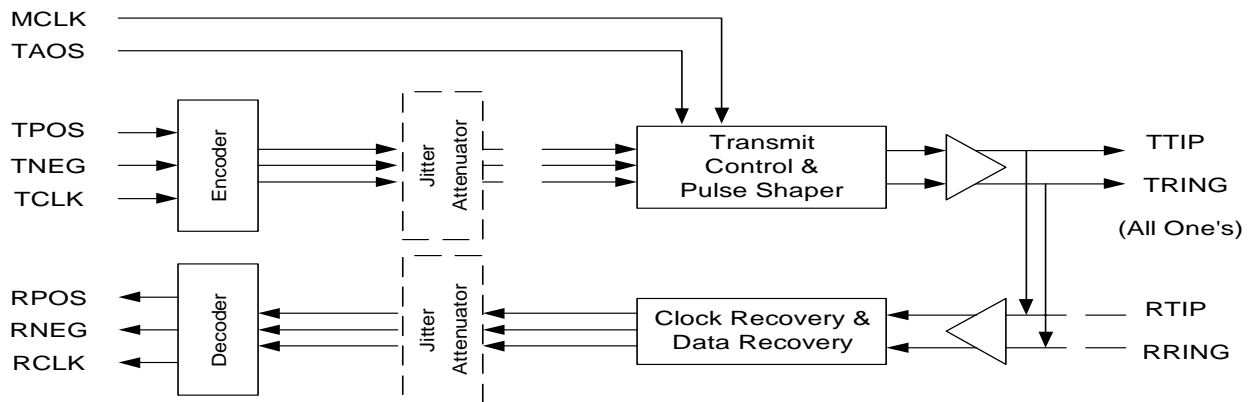 MCLK
TAOS
TPOS
TNEG
TCLK
Encoder
Jitter
Attenuator
Transmit
Control &
Pulse Shaper
TTIP
TRING
(All One's)
RPOS
RNEG
RCLK
Decoder
Jitter
Attenuator
Clock Recovery &
Data Recovery
RTIP
RRING